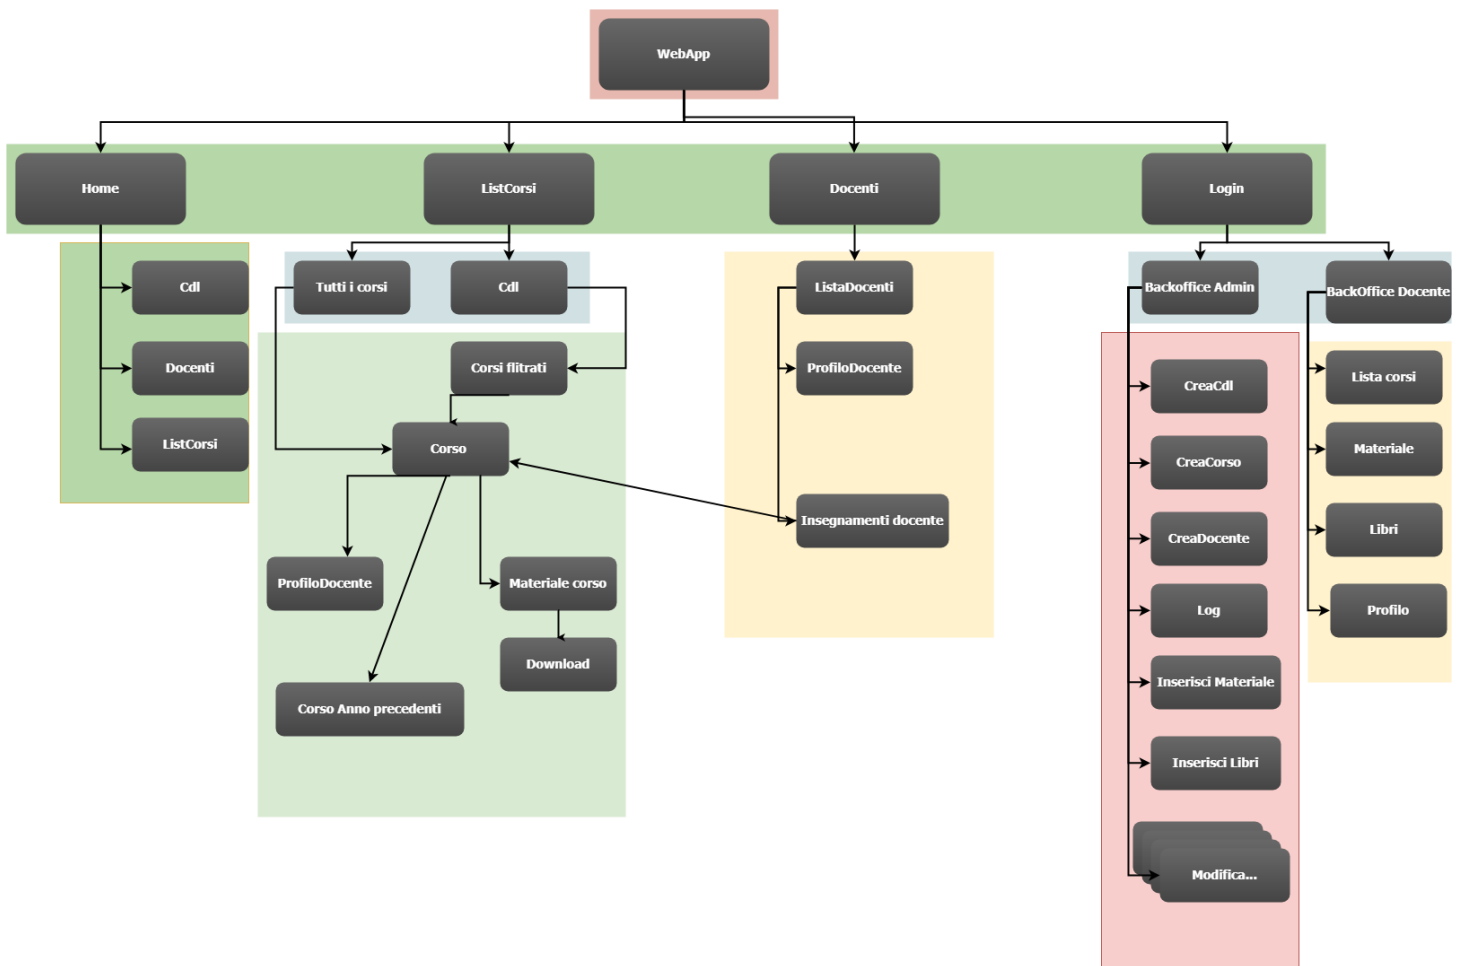 WebApp
Home
ListCorsi
Docenti
Login
Cdl
Docenti
ListCorsi
Tutti i corsi
Cdl
Corsi flitrati
Corso
ProfiloDocente
Materiale corso
Download
Corso Anno precedenti
ListaDocenti
ProfiloDocente
Insegnamenti docente
Backoffice Admin
BackOffice Docente
CreaCdl
CreaCorso
CreaDocente
Log
Inserisci Materiale
Inserisci Libri
Modifica...
Lista corsi
Materiale
Libri
Profilo